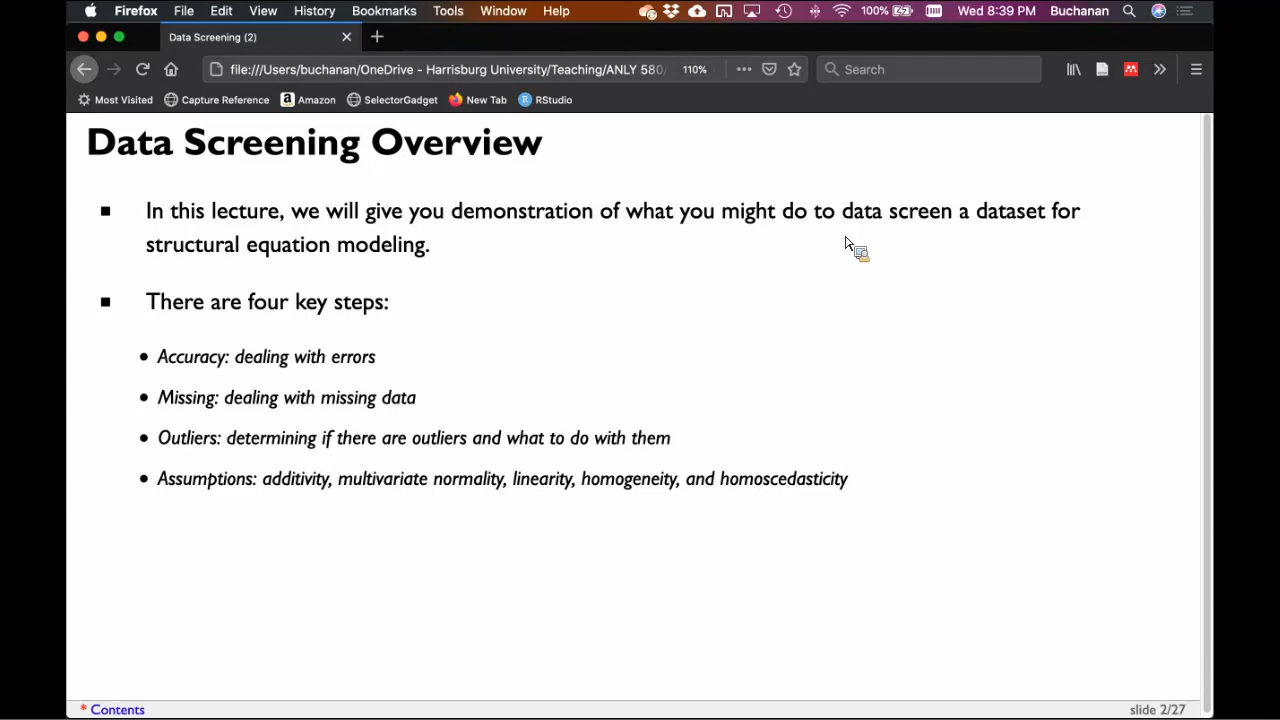 Firefox File Edit View History Bookmarks Tools Window Help 100% Wed 8:39 PM Buchanan
Data Screening (2)
file:///Users/buchanan/OneDrive - Harrisburg University/Teaching/ANLY 580/ 110% Search
Most Visited Capture Reference Amazon SelectorGadget New Tab RStudio
Data Screening Overview
In this lecture, we will give you demonstration of what you might do to data screen a dataset for
structural equation modeling.
There are four key steps:
Accuracy: dealing with errors
Missing: dealing with missing data
Outliers: determining if there are outliers and what to do with them
Assumptions: additivity, multivariate normality, linearity, homogeneity, and homoscedasticity
* Contents slide 2/27